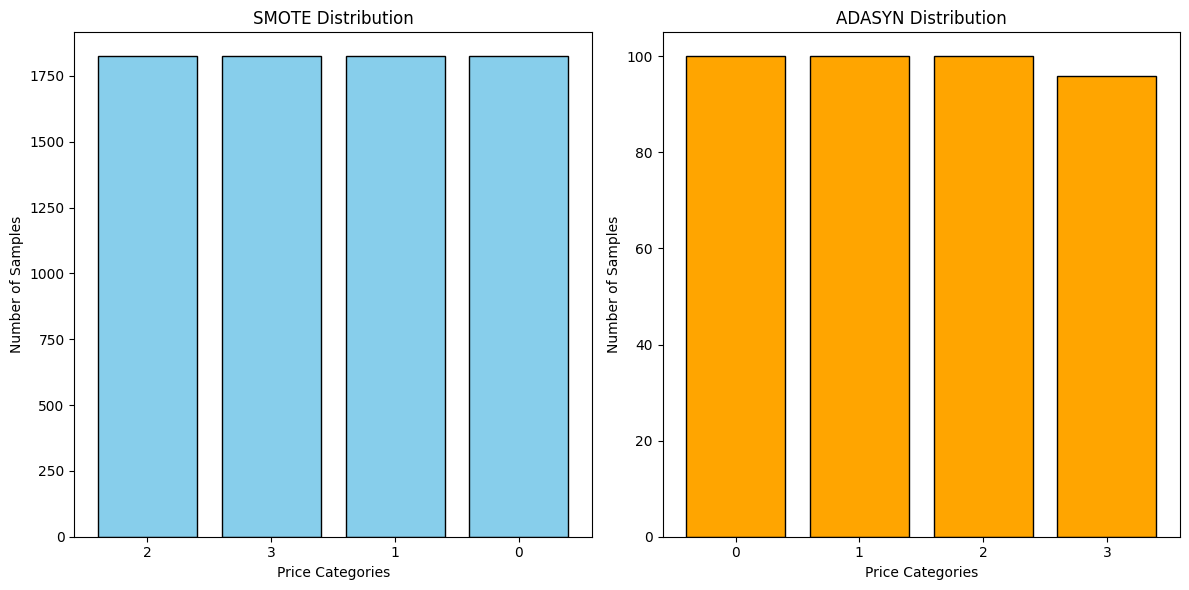 SMOTE Distribution
Number of Samples
1750
1500
1250
1000
750
500
250
0
2 3 1 0
Price Categories
ADASYN Distribution
Number of Samples
100
80
60
40
20
0
0 1 2 3
Price Categories